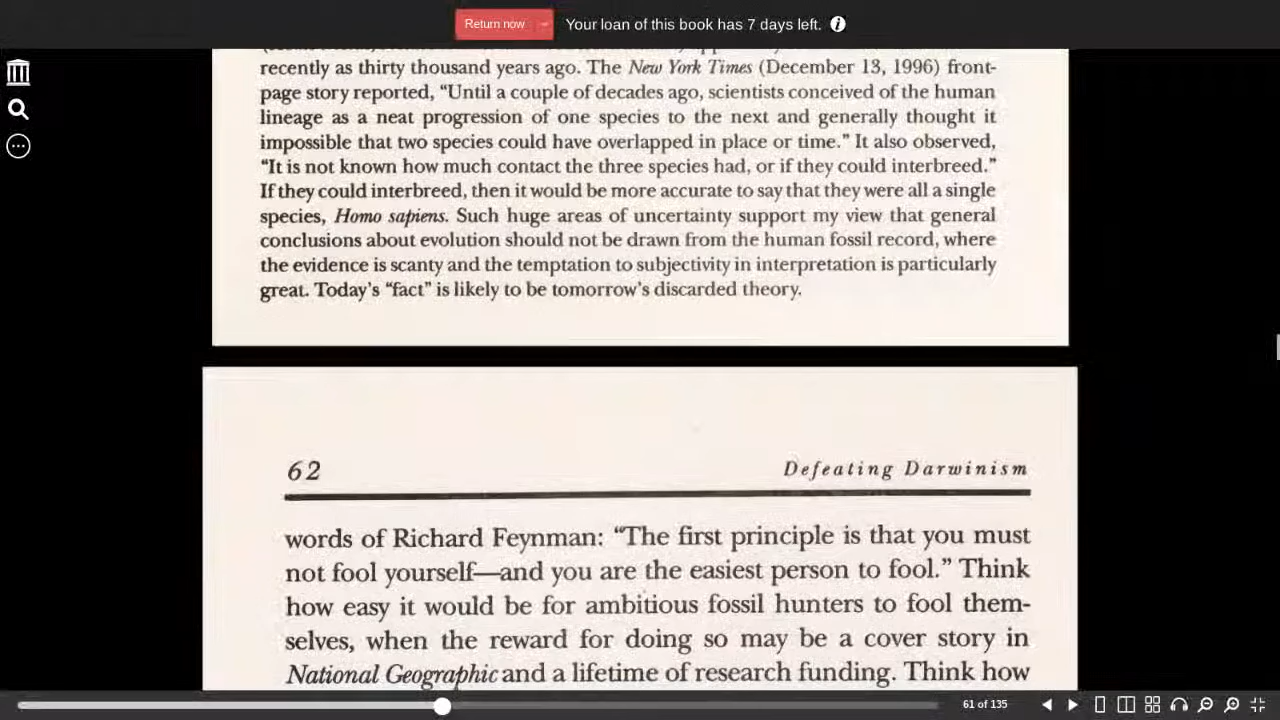 Return now
Your loan of this book has 7 days left.
recently as thirty thousand years ago. The New York Times (December 13, 1996) front-
page story reported, “Until a couple of decades ago, scientists conceived of the human
lineage as a neat progression of one species to the next and generally thought it
impossible that two species could have overlapped in place or time.” It also observed,
“It is not known how much contact the three species had, or if they could interbreed.”
If they could interbreed, then it would be more accurate to say that they were all a single
species, Homo sapiens. Such huge areas of uncertainty support my view that general
conclusions about evolution should not be drawn from the human fossil record, where
the evidence is scanty and the temptation to subjectivity in interpretation is particularly
great. Today’s “fact” is likely to be tomorrow’s discarded theory.
62 Defeating Darwinism
words of Richard Feynman: “The first principle is that you must
not fool yourself—and you are the easiest person to fool.” Think
how easy it would be for ambitious fossil hunters to fool them-
selves, when the reward for doing so may be a cover story in
National Geographic and a lifetime of research funding. Think how
61 of 135